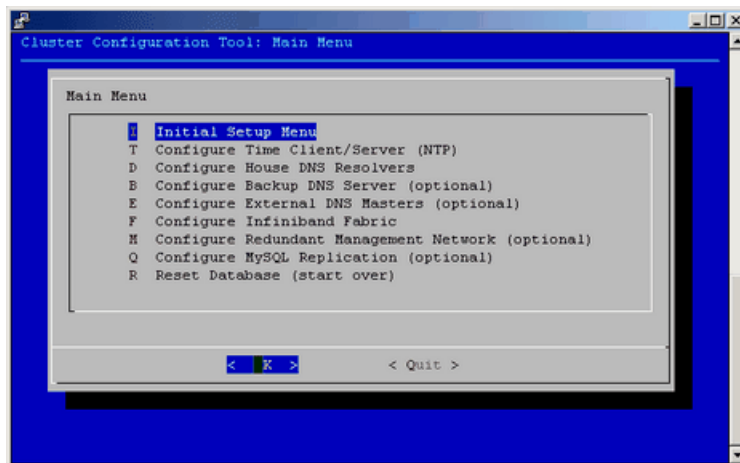 Cluster Configuration Tool: Main Menu
Main Menu
I Initial Setup Menu
T Configure Time Client/Server (NTP)
D Configure House DNS Resolvers
B Configure Backup DNS Server (optional)
E Configure External DNS Masters (optional)
F Configure Infiniband Fabric
M Configure Redundant Management Network (optional)
Q Configure MySQL Replication (optional)
R Reset Database (start over)
< K > < Quit >